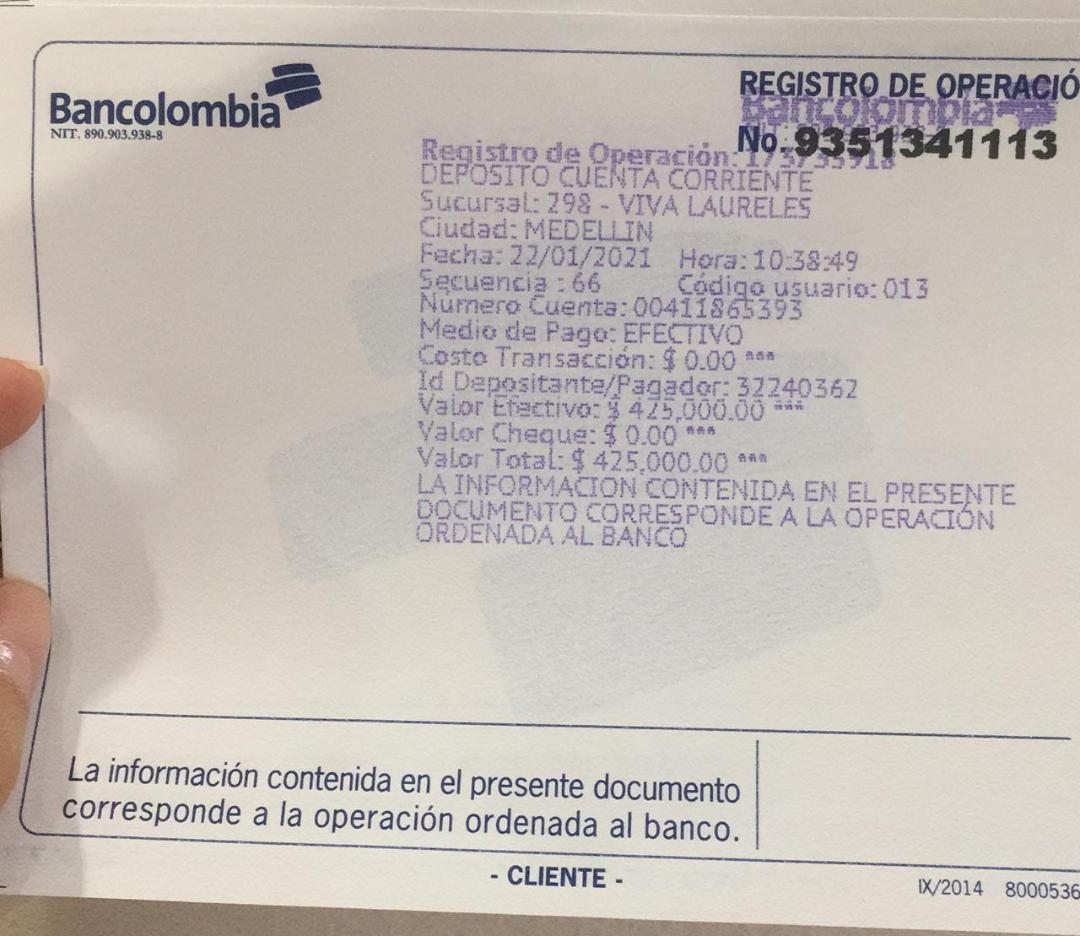 Bancolombia
NIT. 890.903.938-8
REGISTRO DE OPERACIÓ
Bancolombia
No. 9351341113
Registro de Operación:
DEPOSITO CUENTA CORRIENTE
Sucursal: 298 - VIVA LAURELES
Ciudad: MEDELLIN
Fecha: 22/01/2021 Hora: 10:38:49
Secuencia : 66 Código usuario: 013
Numero Cuenta: 00411865393
Medio de Pago: EFECTIVO
Costo Transacción: $ 0.00 ***
Id Depositante/Pagador: 32240362
Valor Efectivo: $ 425,000.00 ***
Valor Cheque: $ 0.00 ***
Valor Total: $ 425,000.00 ***
LA INFORMACION CONTENIDA EN EL PRESENTE
DOCUMENTO CORRESPONDE A LA OPERACIÓN
ORDENADA AL BANCO
La información contenida en el presente documento
corresponde a la operación ordenada al banco.
- CLIENTE -
IX/2014 8000536